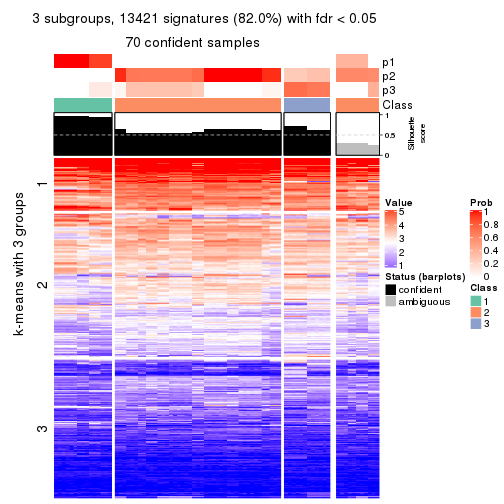 3 subgroups, 13421 signatures (82.0%) with fdr < 0.05
70 confident samples
p1
p2
p3
Class
1
0.5
0
Silhouette
score
k-means with 3 groups
1
2
3
Value
5
4
3
2
1
Status (barplots)
confident
ambiguous
Prob
1
0.8
0.6
0.4
0.2
0
Class
1
2
3